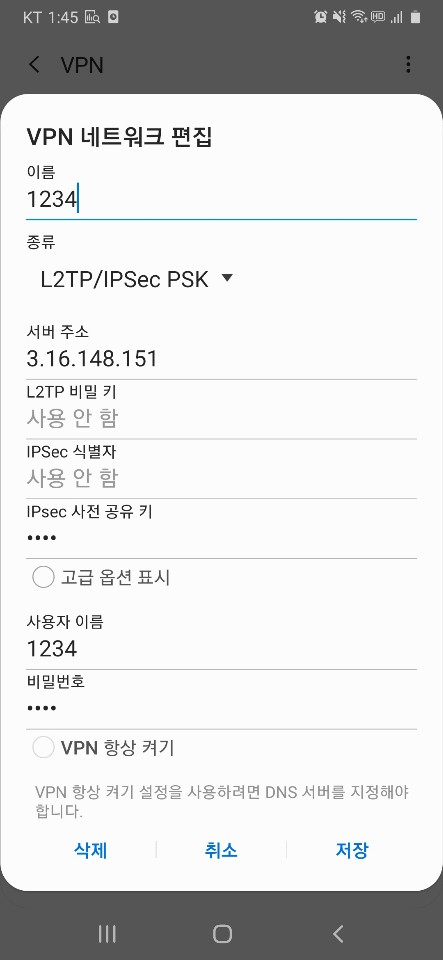 KT 1:45
VPN
VPN 네트워크 편집
이름
1234
종류
L2TP/IPSec PSK
서버 주소
3.16.148.151
L2TP 비밀 키
사용 안 함
IPSec 식별자
사용 안 함
IPsec 사전 공유 키
••••
고급 옵션 표시
사용자 이름
1234
비밀번호
••••
VPN 항상 켜기
VPN 항상 켜기 설정을 사용하려면 DNS 서버를 지정해야
합니다.
삭제 취소 저장